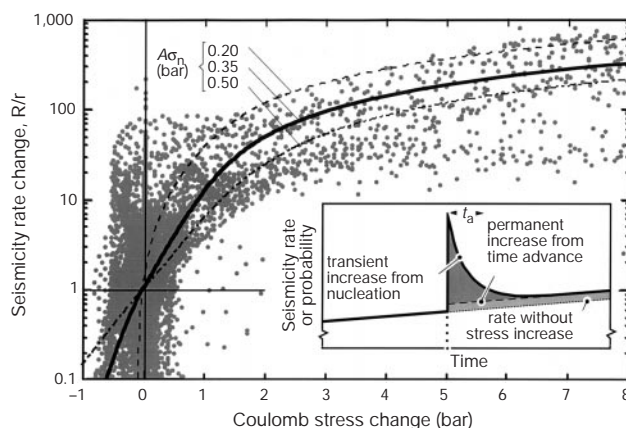 1,000
100
10
1
0.1
Seismicity rate change, R/r
Aσn
(bar)
0.20
0.35
0.50
Seismicity rate
or probability
ta
transient
increase from
nucleation
permanent
increase from
time advance
rate without
stress increase
Time
−1 0 1 2 3 4 5 6 7 8
Coulomb stress change (bar)